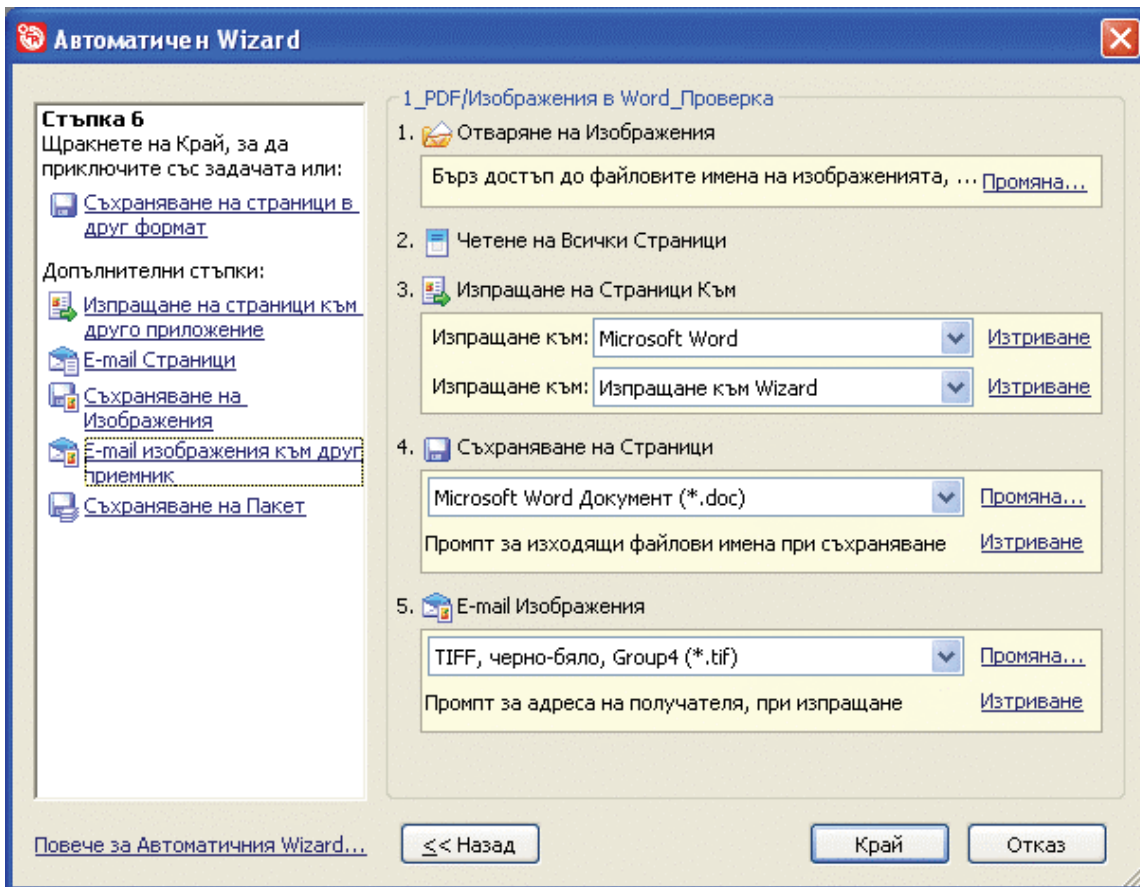 Автоматичен Wizard
Стъпка 6
Щракнете на Край, за да
приключите със задачата или:
Съхраняване на страници в
друг формат
Допълнителни стъпки:
Изпращане на страници към
друго приложение
E-mail Страници
Съхраняване на
Изображения
E-mail изображения към друг
приемник
Съхраняване на Пакет
1_PDF/Изображения в Word_Проверка
1. Отваряне на Изображения
Бърз достъп до файловите имена на изображенията, ... Промяна...
2. Четене на Всички Страници
3. Изпращане на Страници Към
Изпращане към: Microsoft Word Изтриване
Изпращане към: Изпращане към Wizard Изтриване
4. Съхраняване на Страници
Microsoft Word Документ (*.doc) Промяна...
Промпт за изходящи файлови имена при съхраняване Изтриване
5. E-mail Изображения
TIFF, черно-бяло, Group4 (*.tif) Промяна...
Промпт за адреса на получателя, при изпращане Изтриване
Повече за Автоматичния Wizard... << Назад Край Отказ